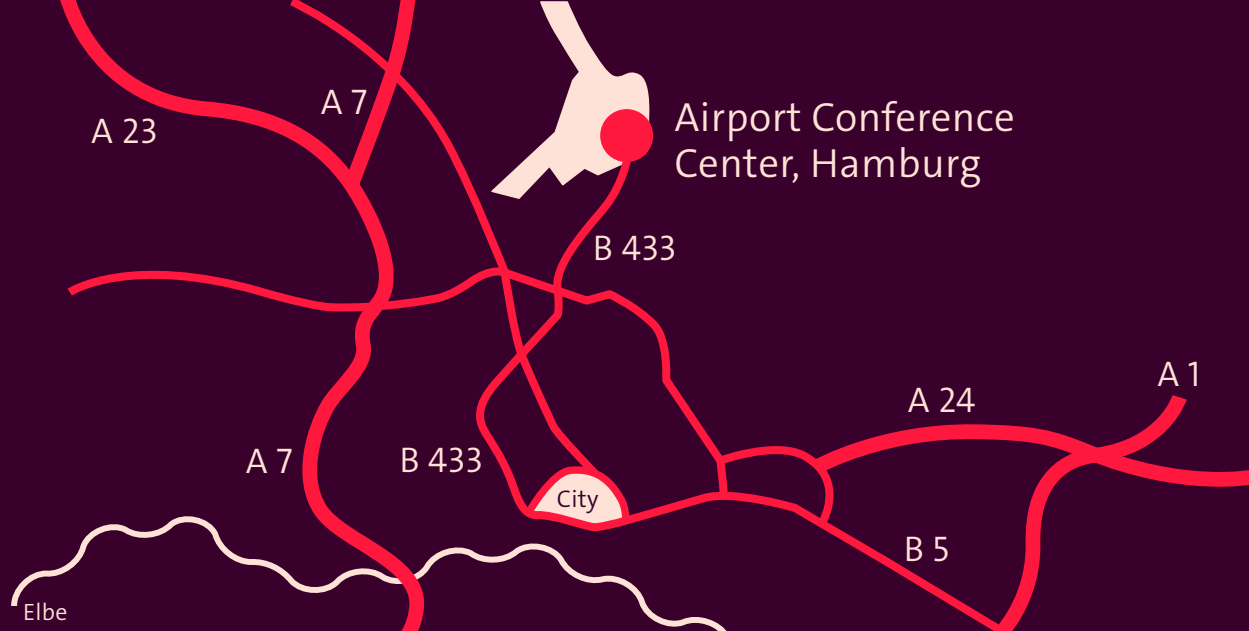 A 7
A 23
Airport Conference
Center, Hamburg
B 433
A 1
A 24
A 7
B 433
City
B 5
Elbe